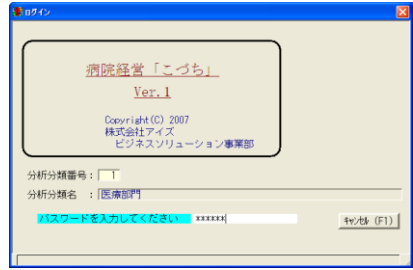 ログイン
病院経営「こづち」
Ver.1
Copyright(C) 2007
株式会社アイズ
ビジネスソリューション事業部
分析分類番号： 1
分析分類名　： 医療部門
パスワードを入力してください ******
ｷｬﾝｾﾙ (F1)